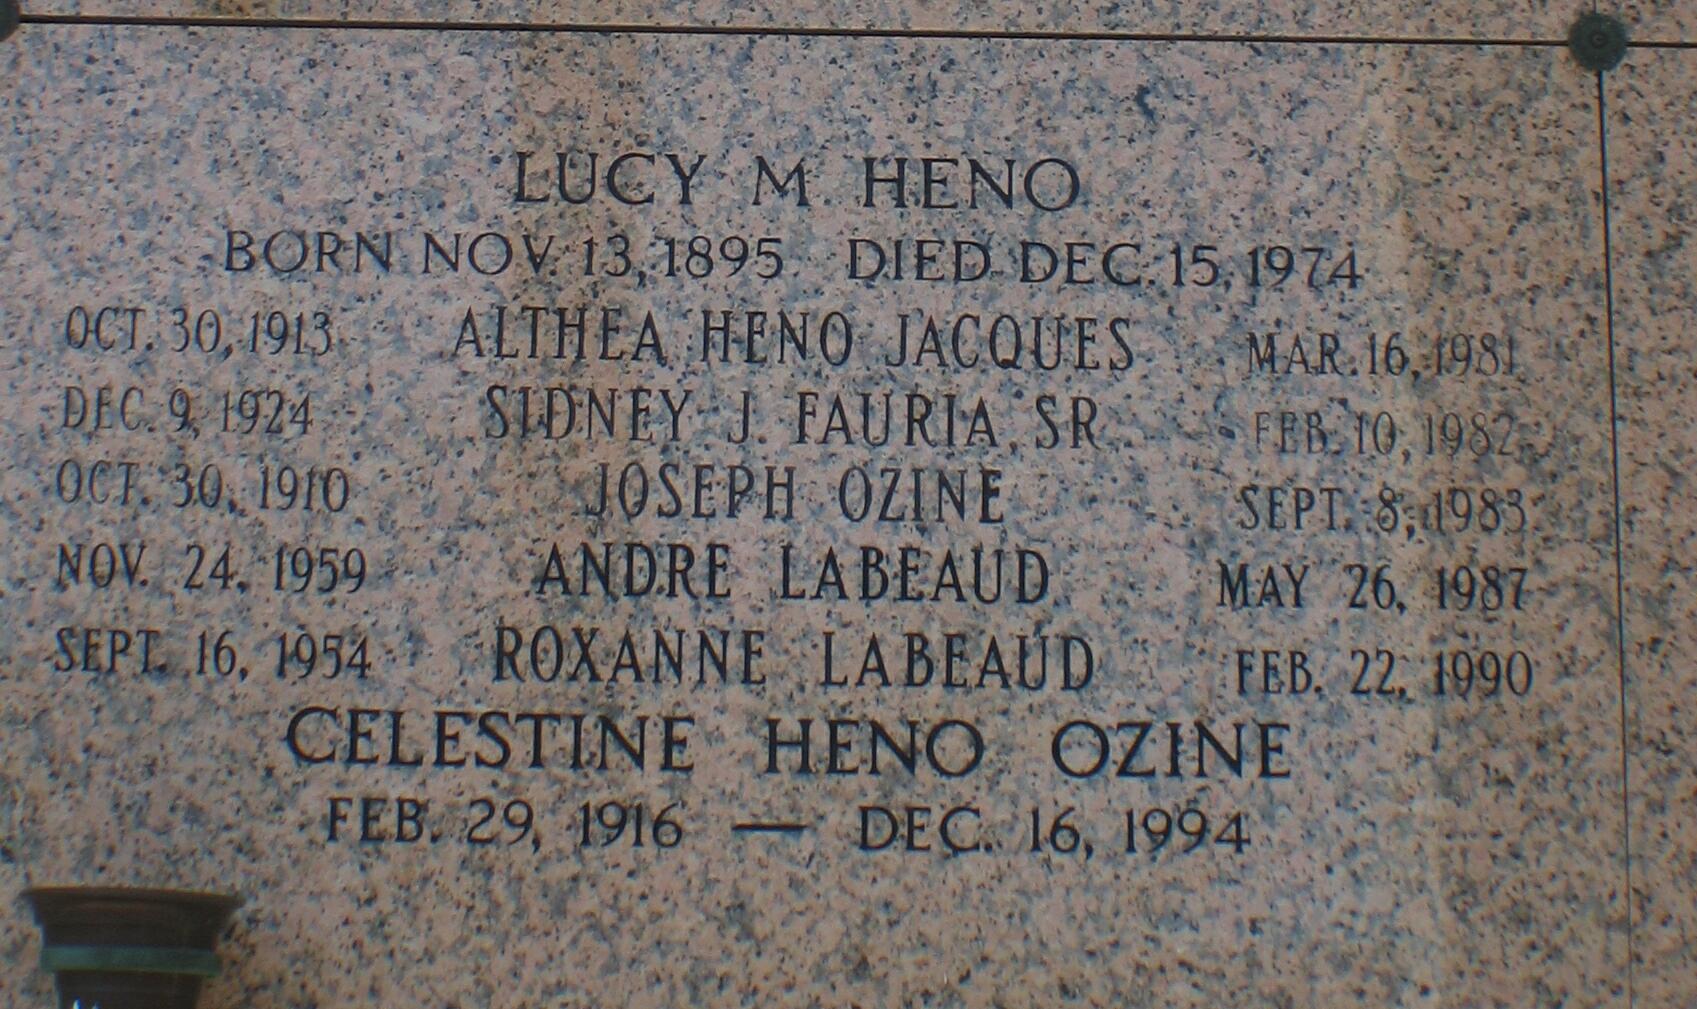 LUCY M. HENO
BORN NOV. 13, 1895 DIED DEC. 15, 1974
OCT. 30, 1913 ALTHEA HENO JACQUES MAR. 16, 1981
DEC. 9, 1924 SIDNEY J. FAURIA, SR. FEB. 10, 1982
OCT. 30, 1910 JOSEPH OZINE SEPT. 8, 1983
NOV. 24, 1959 ANDRE LABEAUD MAY 26, 1987
SEPT. 16, 1954 ROXANNE LABEAUD FEB. 22, 1990
CELESTINE HENO OZINE
FEB. 29, 1916 — DEC. 16, 1994